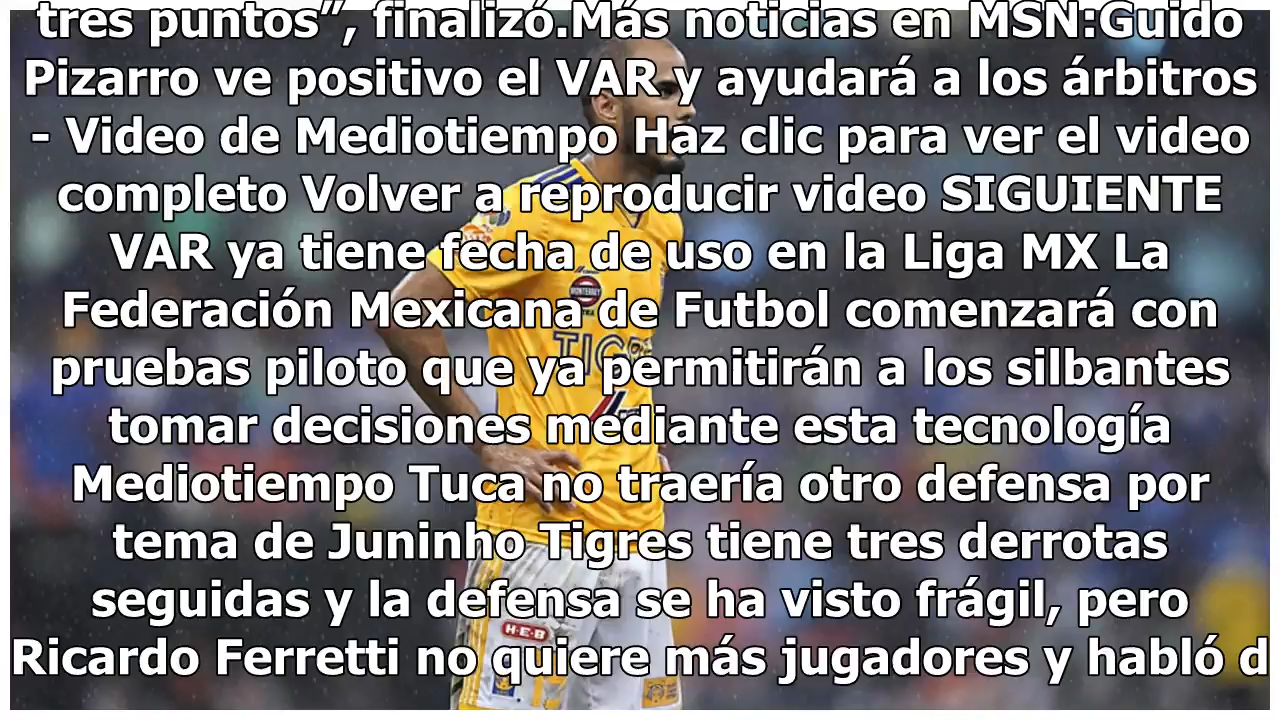 tres puntos”, finalizó.Más noticias en MSN:Guido
Pizarro ve positivo el VAR y ayudará a los árbitros
- Video de Mediotiempo Haz clic para ver el video
completo Volver a reproducir video SIGUIENTE
VAR ya tiene fecha de uso en la Liga MX La
Federación Mexicana de Futbol comenzará con
pruebas piloto que ya permitirán a los silbantes
tomar decisiones mediante esta tecnología
Mediotiempo Tuca no traería otro defensa por
tema de Juninho Tigres tiene tres derrotas
seguidas y la defensa se ha visto frágil, pero
Ricardo Ferretti no quiere más jugadores y habló d
MONTERREY
TIGRES
H-E-B